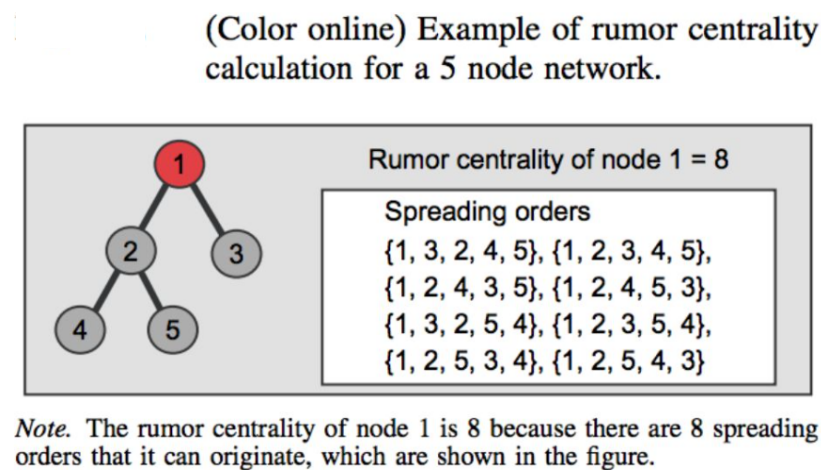 (Color online) Example of rumor centrality
calculation for a 5 node network.
1
Rumor centrality of node 1 = 8
Spreading orders
2
3
{1, 3, 2, 4, 5}, {1, 2, 3, 4, 5},
{1, 2, 4, 3, 5}, {1, 2, 4, 5, 3},
4
5
{1, 3, 2, 5, 4}, {1, 2, 3, 5, 4},
{1, 2, 5, 3, 4}, {1, 2, 5, 4, 3}
Note. The rumor centrality of node 1 is 8 because there are 8 spreading
orders that it can originate, which are shown in the figure.